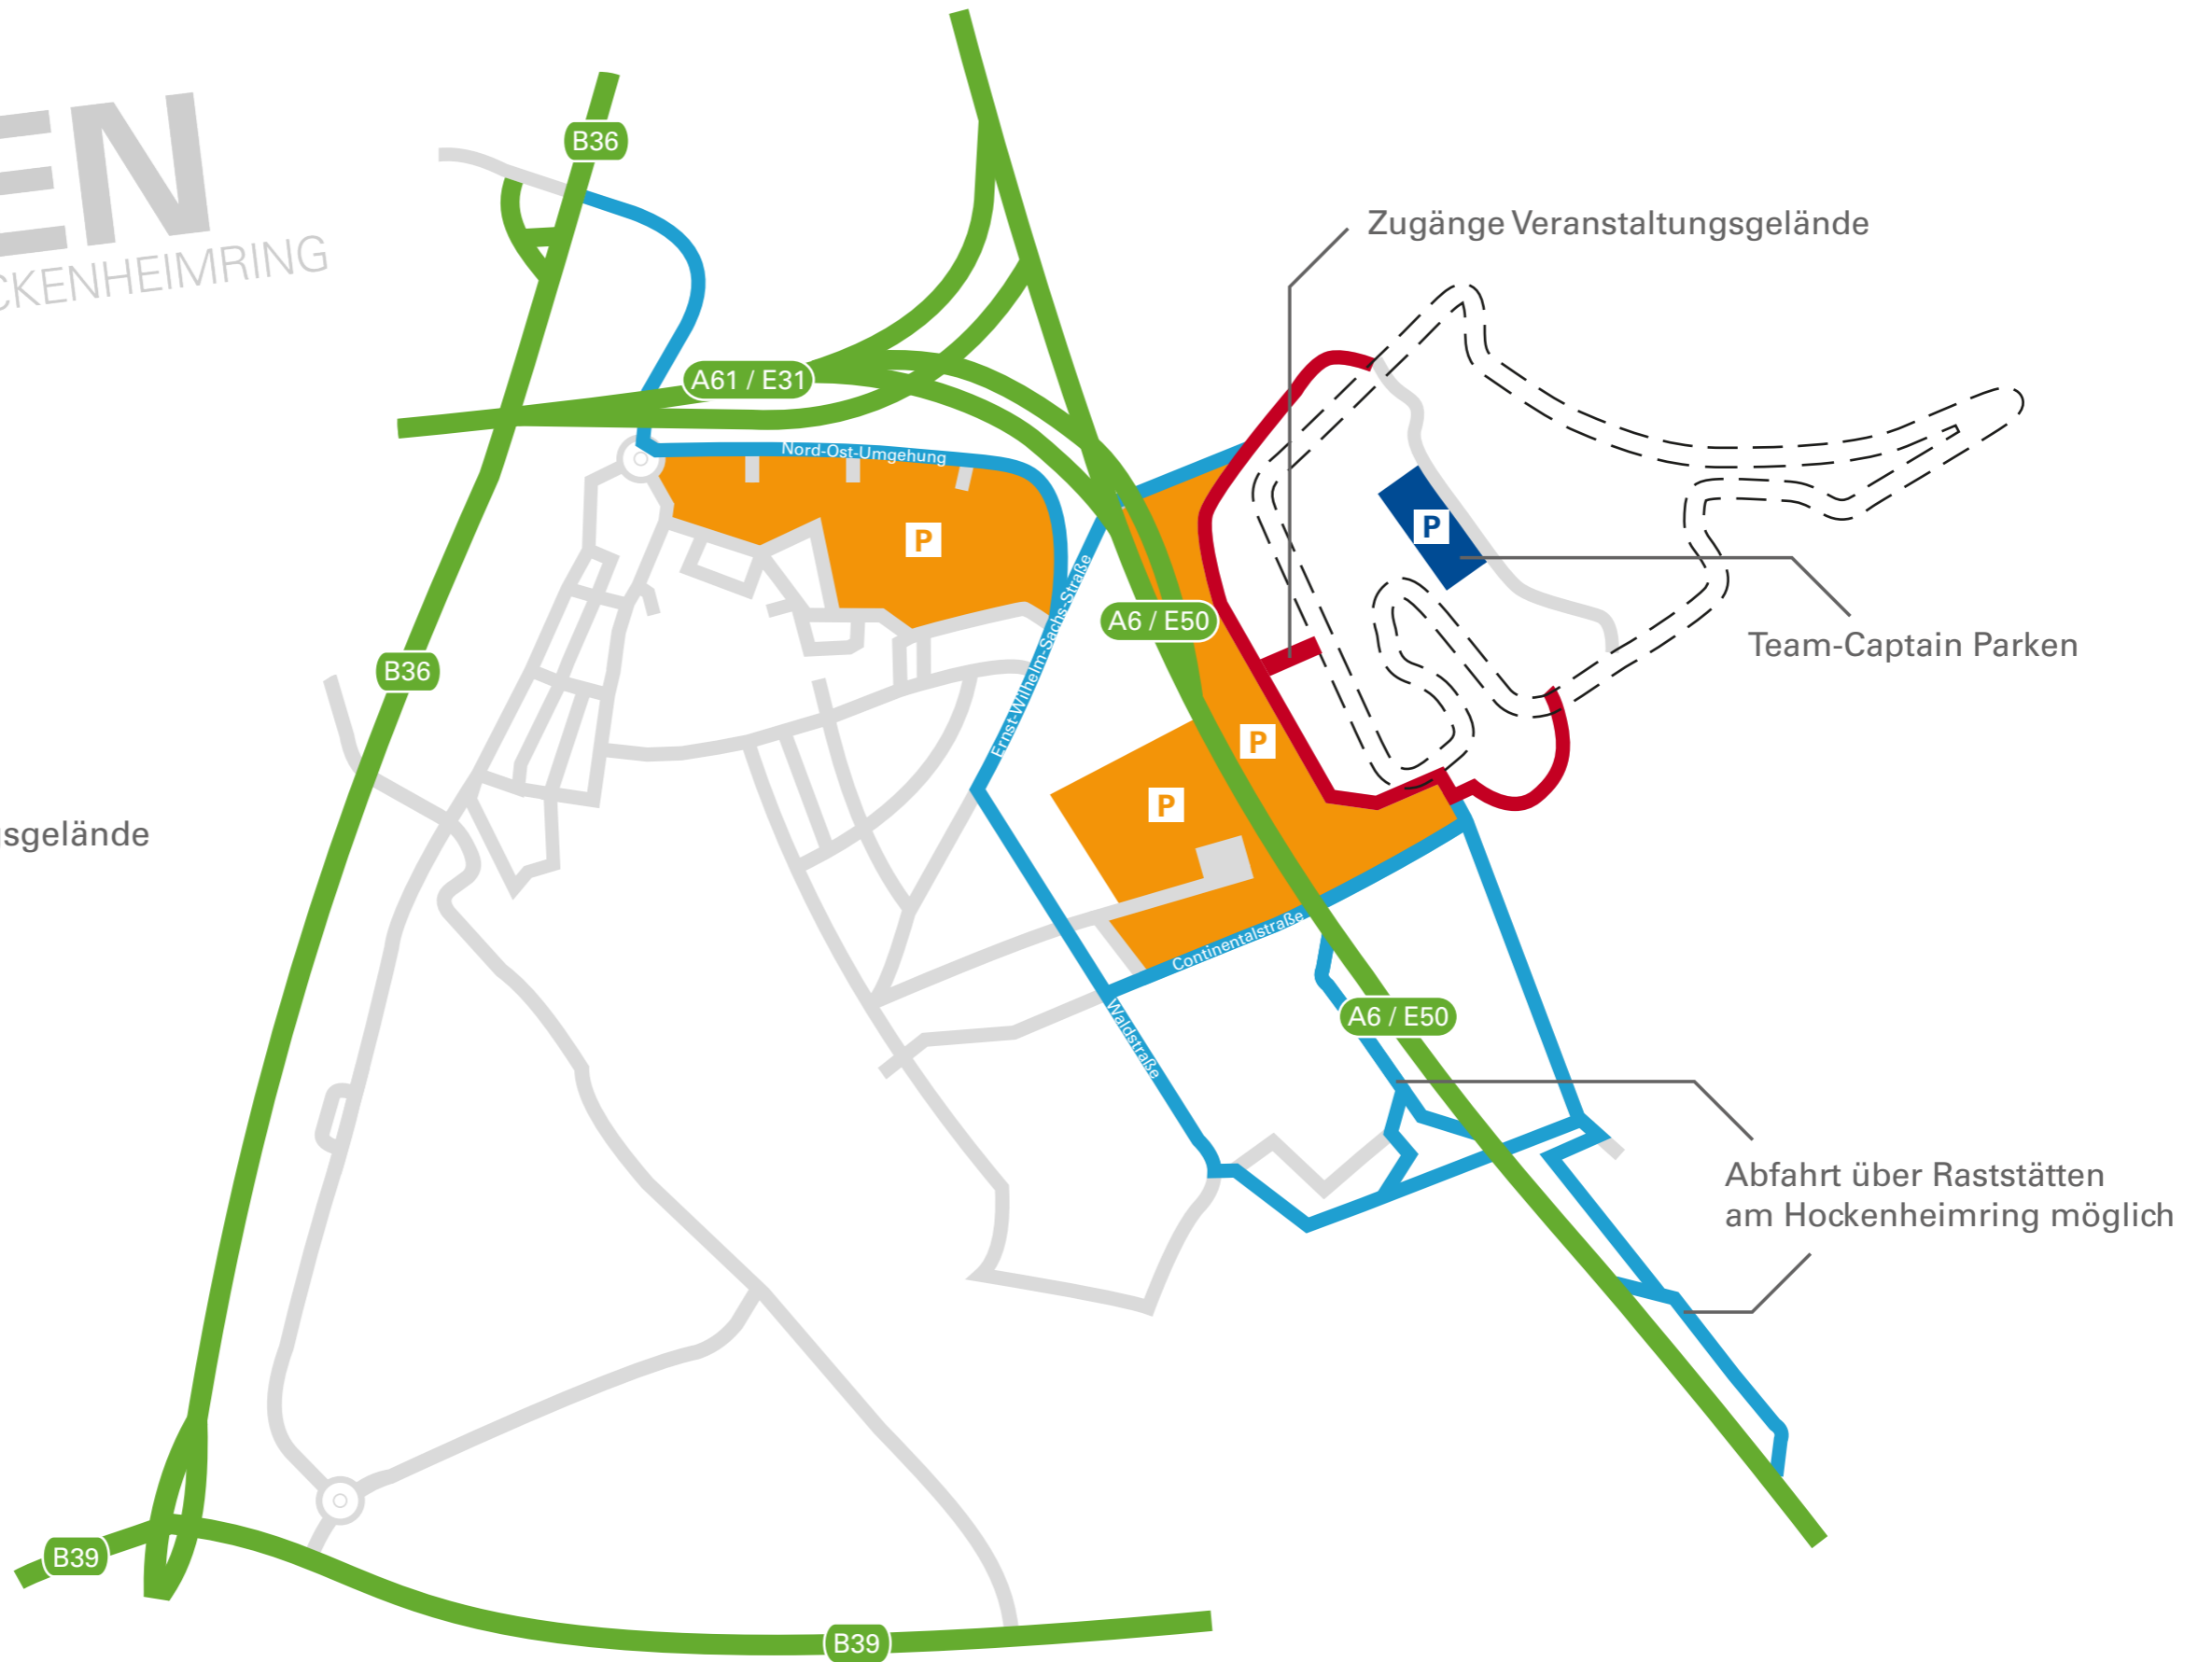 EN
CKENHEIMRING
B36
Zugänge Veranstaltungsgelände
A61 / E31
Nord-Ost-Umgehung
P
P
Ernst-Wilhelm-Sachs-Straße
A6 / E50
Team-Captain Parken
B36
P
P
sgelände
Continentalstraße
A6 / E50
Waldstraße
Abfahrt über Raststätten
am Hockenheimring möglich
B39
B39